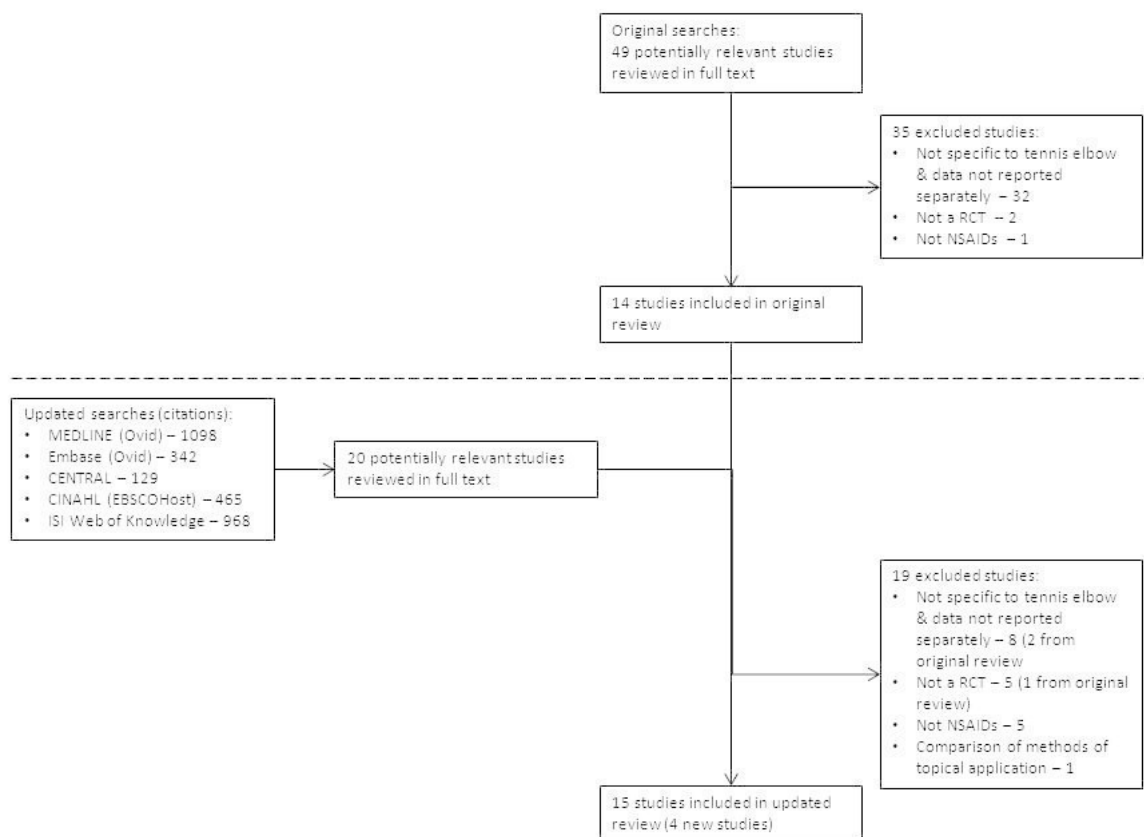 Original searches:
49 potentially relevant studies
reviewed in full text
35 excluded studies:
• Not specific to tennis elbow
& data not reported
separately – 32
• Not a RCT – 2
• Not NSAIDs – 1
14 studies included in original
review
Updated searches (citations):
• MEDLINE (Ovid) – 1098
• Embase (Ovid) – 342
• CENTRAL – 129
• CINAHL (EBSCOHost) – 465
• ISI Web of Knowledge – 968
20 potentially relevant studies
reviewed in full text
19 excluded studies:
• Not specific to tennis elbow
& data not reported
separately – 8 (2 from
original review
• Not a RCT – 5 (1 from original
review)
• Not NSAIDs – 5
• Comparison of methods of
topical application – 1
15 studies included in updated
review (4 new studies)